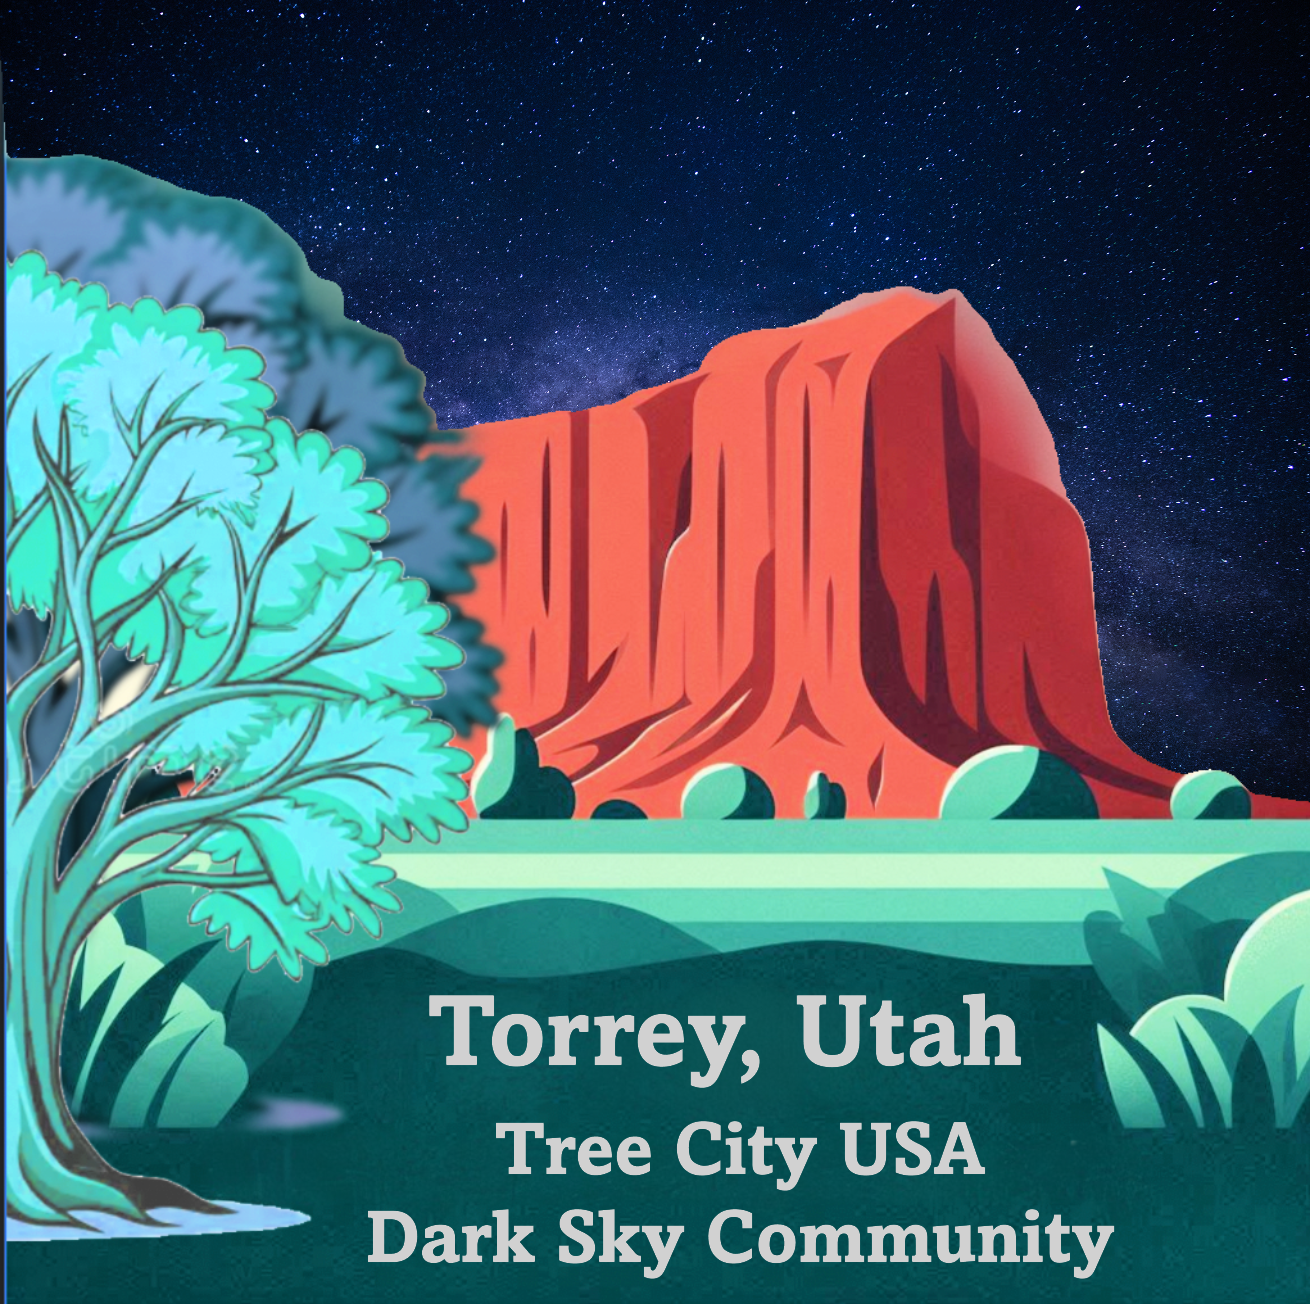 Torrey, Utah
Tree City USA
Dark Sky Community